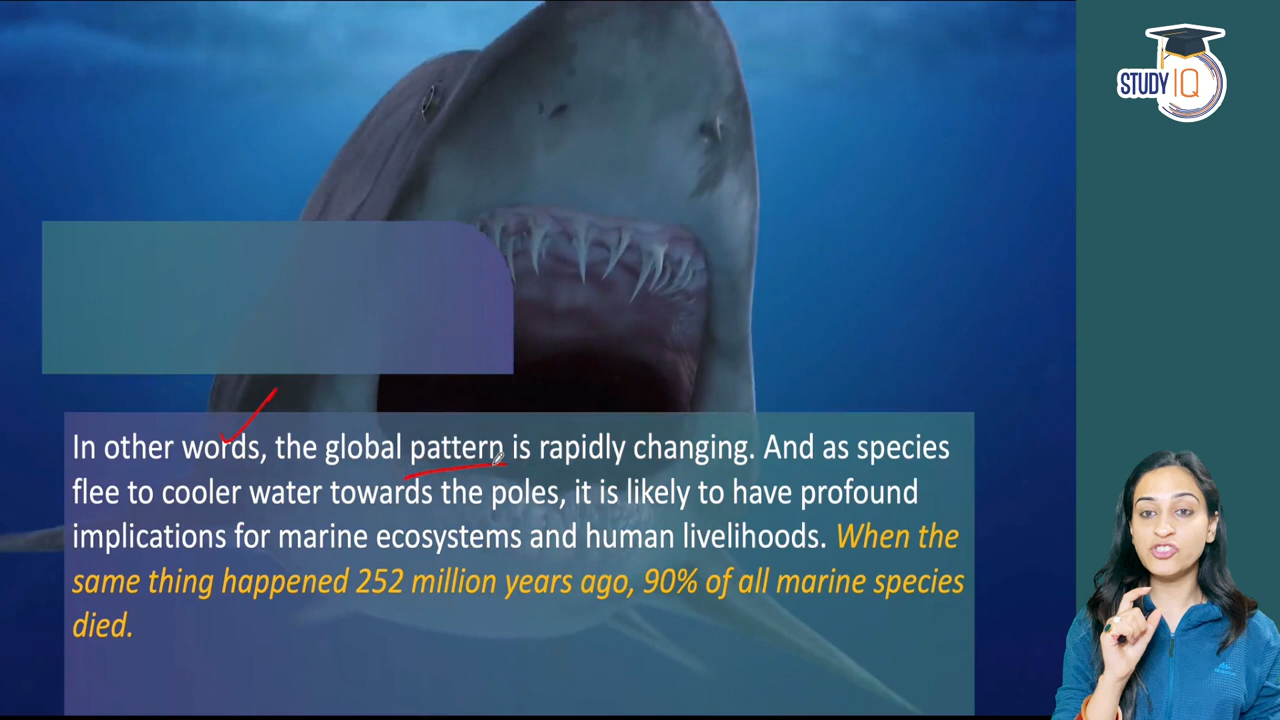 STUDY IQ
In other words, the global pattern is rapidly changing. And as species
flee to cooler water towards the poles, it is likely to have profound
implications for marine ecosystems and human livelihoods. When the
same thing happened 252 million years ago, 90% of all marine species
died.